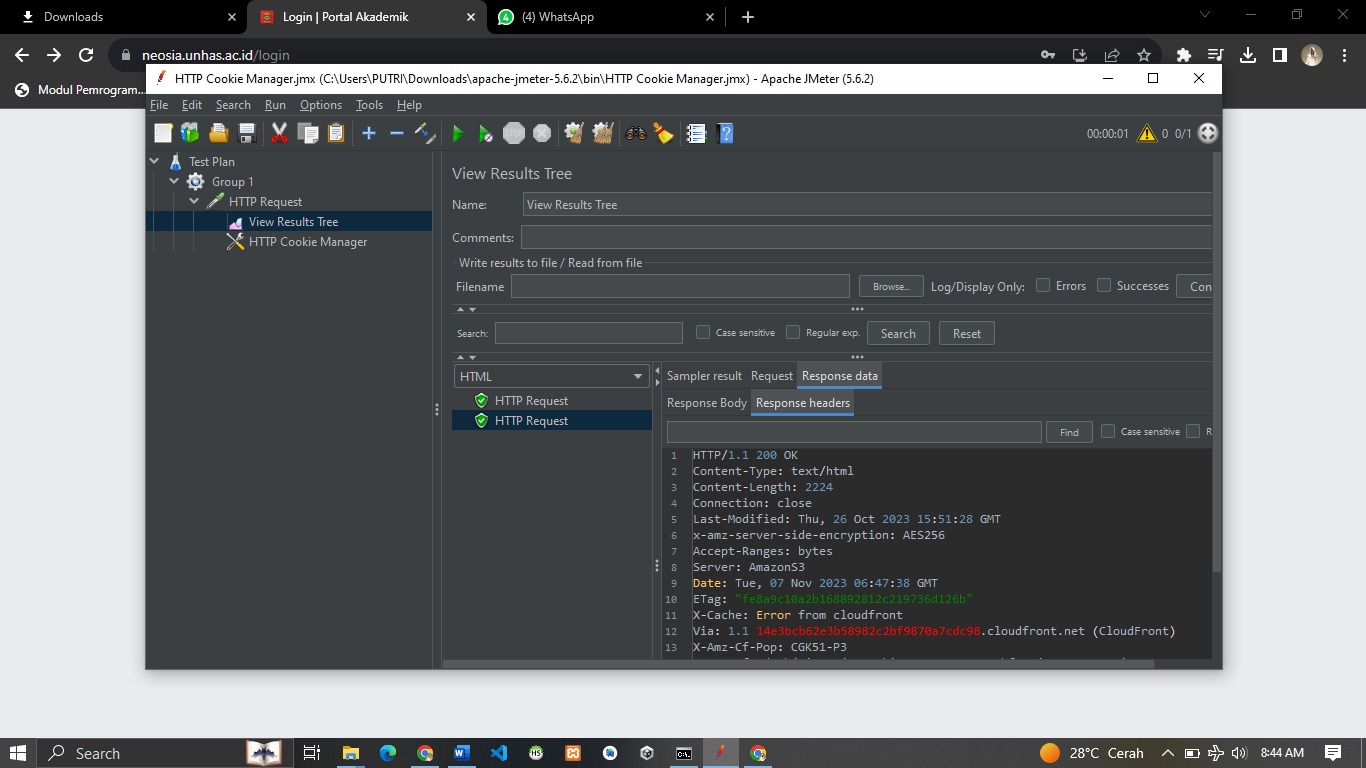 Downloads
Login | Portal Akademik
4 (4) WhatsApp
neosia.unhas.ac.id/login
Modul Pemrogram...
HTTP Cookie Manager.jmx (C:\Users\PUTRI\Downloads\apache-jmeter-5.6.2\bin\HTTP Cookie Manager.jmx) - Apache JMeter (5.6.2)
File Edit Search Run Options Tools Help
STOP 00:00:01 0 0/1
Test Plan
Group 1
HTTP Request
View Results Tree
HTTP Cookie Manager
View Results Tree
Name: View Results Tree
Comments:
Write results to file / Read from file
Filename Browse... Log/Display Only: Errors Successes Con
Search: Case sensitive Regular exp. Search Reset
HTML
HTTP Request
HTTP Request
Sampler result Request Response data
Response Body Response headers
Find Case sensitive R
1 HTTP/1.1 200 OK
2 Content-Type: text/html
3 Content-Length: 2224
4 Connection: close
5 Last-Modified: Thu, 26 Oct 2023 15:51:28 GMT
6 x-amz-server-side-encryption: AES256
7 Accept-Ranges: bytes
8 Server: AmazonS3
9 Date: Tue, 07 Nov 2023 06:47:38 GMT
10 ETag: "fe8a9c10a2b168892812c219736d126b"
11 X-Cache: Error from cloudfront
12 Via: 1.1 14e3bcb62e3b58982c2bf9870a7cdc98.cloudfront.net (CloudFront)
13 X-Amz-Cf-Pop: CGK51-P3
Search
28°C Cerah 8:44 AM